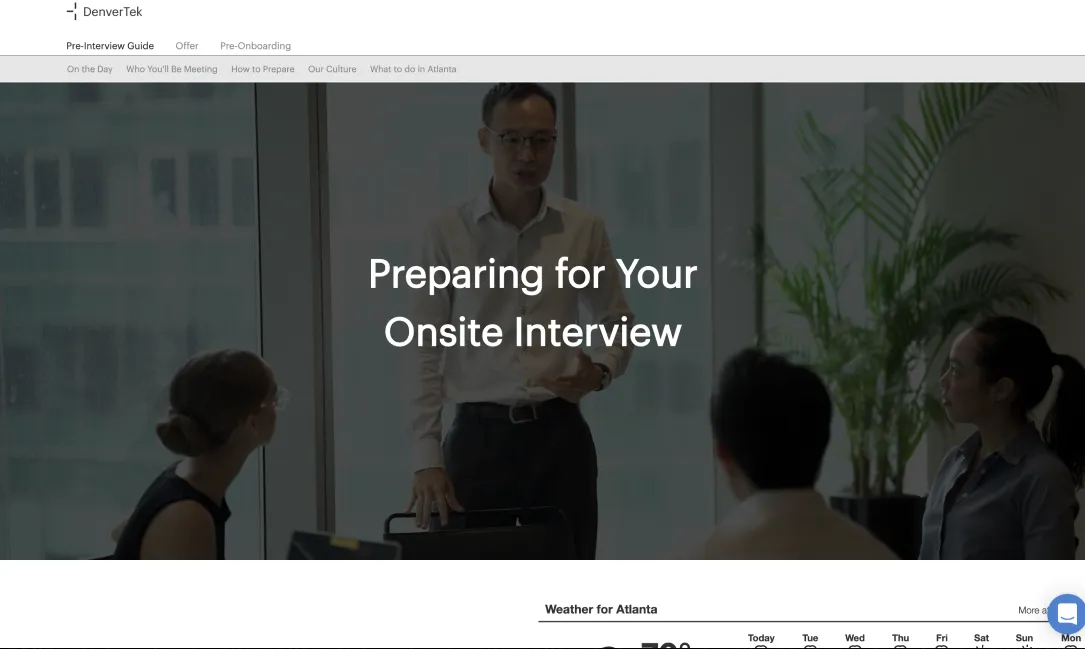 DenverTek
Pre-Interview Guide Offer Pre-Onboarding
On the Day Who You'll Be Meeting How to Prepare Our Culture What to do in Atlanta
Preparing for Your
Onsite Interview
Weather for Atlanta
More
Today Tue Wed Thu Fri Sat Sun Mon